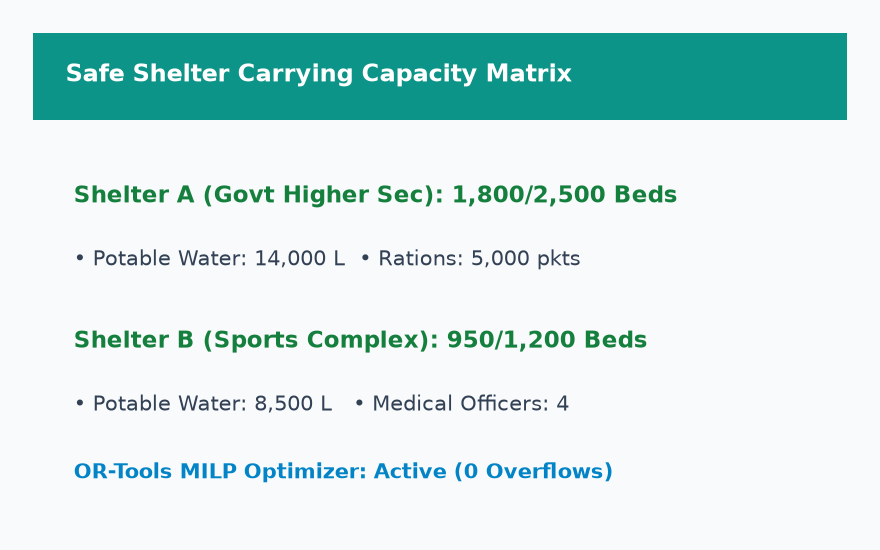 Safe Shelter Carrying Capacity Matrix
Shelter A (Govt Higher Sec): 1,800/2,500 Beds
• Potable Water: 14,000 L • Rations: 5,000 pkts
Shelter B (Sports Complex): 950/1,200 Beds
• Potable Water: 8,500 L • Medical Officers: 4
OR-Tools MILP Optimizer: Active (0 Overflows)